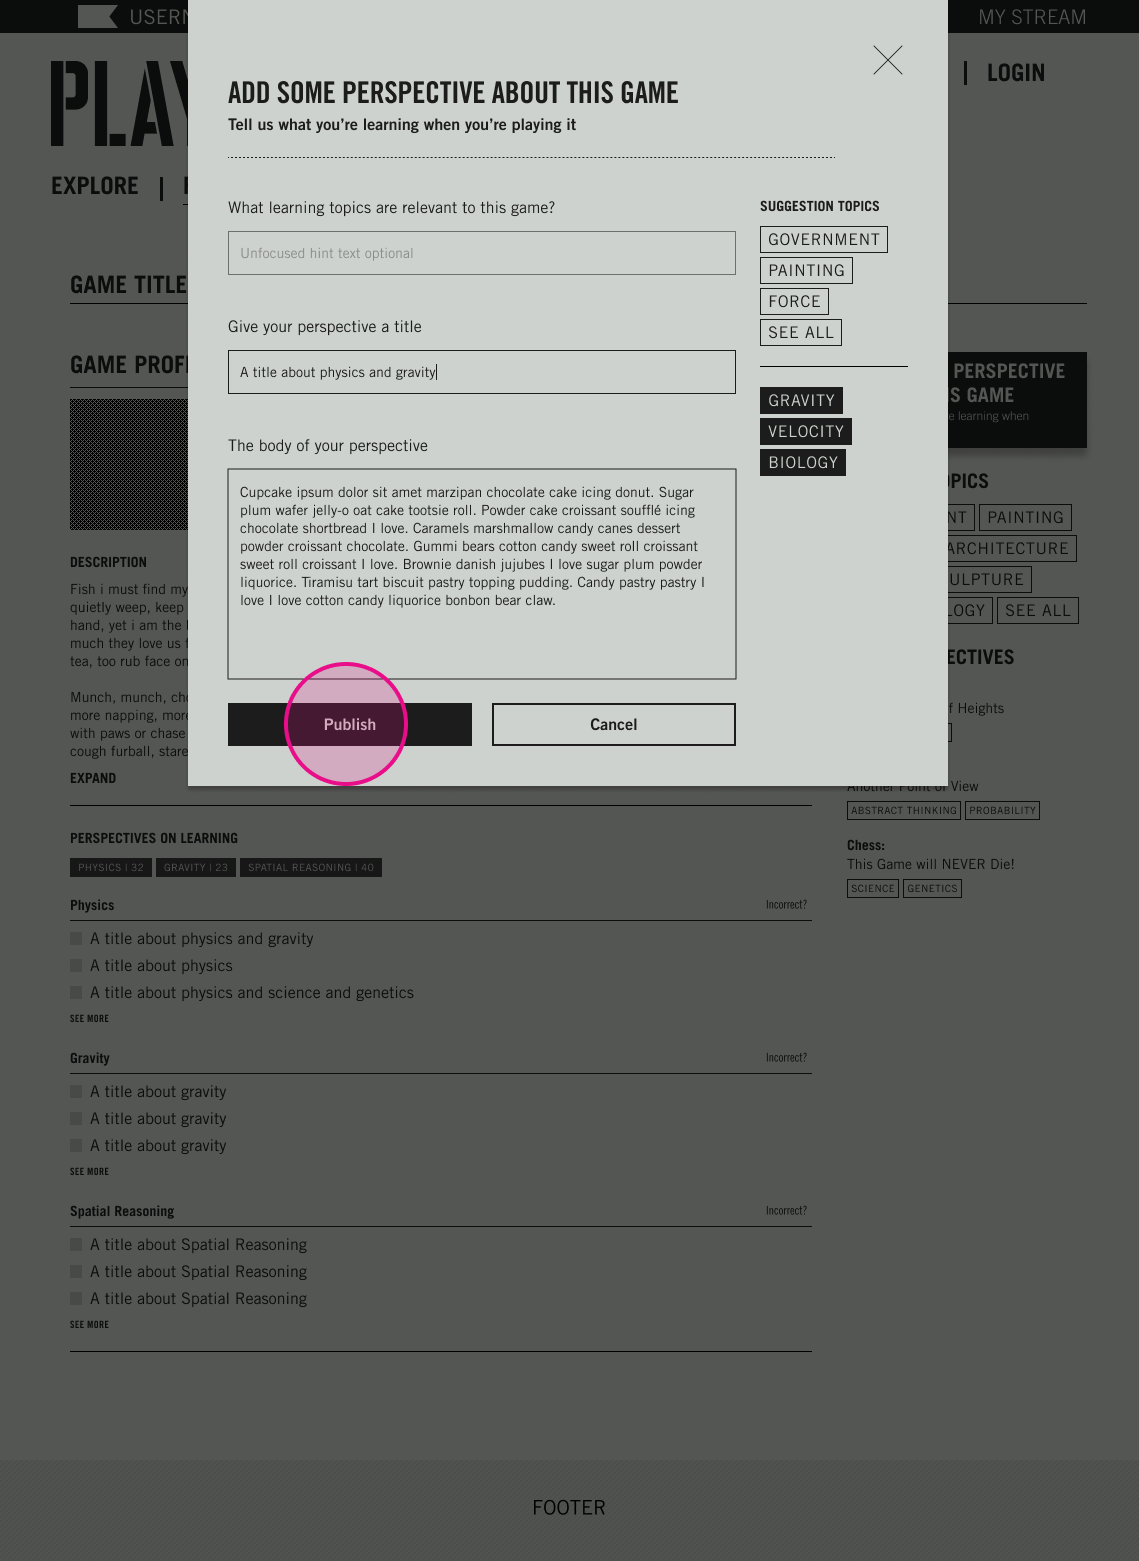 MY STREAM
PLAY
LOGIN
EXPLORE
GAME TITLE
GAME
ADD SOME PERSPECTIVE ABOUT THIS GAME
Tell us what you're learning when you're playing it
What learning topics are relevant to this game?
Unfocused hint text optional
Give your perspective a title
A title about physics and gravity
The body of your perspective
Cupcake ipsum dolor sit amet marzipan chocolate cake icing donut. Sugar
plum wafer jelly-o oat cake tootsie roll. Powder cake croissant soufflé icing
chocolate shortbread I love. Caramels marshmallow candy canes dessert
powder croissant chocolate. Gummi bears cotton candy sweet roll croissant
sweet roll croissant I love. Brownie danish jujubes I love sugar plum powder
liquorice. Tiramisu tart biscuit pastry topping pudding. Candy pastry pastry I
love I love cotton candy liquorice bonbon bear claw.
Publish
Cancel
SUGGESTION TOPICS
GOVERNMENT
PAINTING
FORCE
SEE ALL
GRAVITY
VELOCITY
BIOLOGY
PERSPECTIVE
GAME
learning when
PAINTING
ARCHITECTURE
SEE ALL
Heights
Another Point of View
ABSTRACT THINKING PROBABILITY
Chess:
This Game will NEVER Die!
SCIENCE GENETICS
DESCRIPTION
Fish i must find my
quietly weep, keep
hand, yet i am the
much they love us
tea, too rub face on
Munch, munch,
more napping, more
with paws or chase
cough furball, stare
EXPAND
PERSPECTIVES ON LEARNING
PHYSICS | 32 GRAVITY | 23 SPATIAL REASONING | 40
Physics Incorrect?
A title about physics and gravity
A title about physics
A title about physics and science and genetics
SEE MORE
Gravity Incorrect?
A title about gravity
A title about gravity
A title about gravity
SEE MORE
Spatial Reasoning Incorrect?
A title about Spatial Reasoning
A title about Spatial Reasoning
A title about Spatial Reasoning
SEE MORE
FOOTER